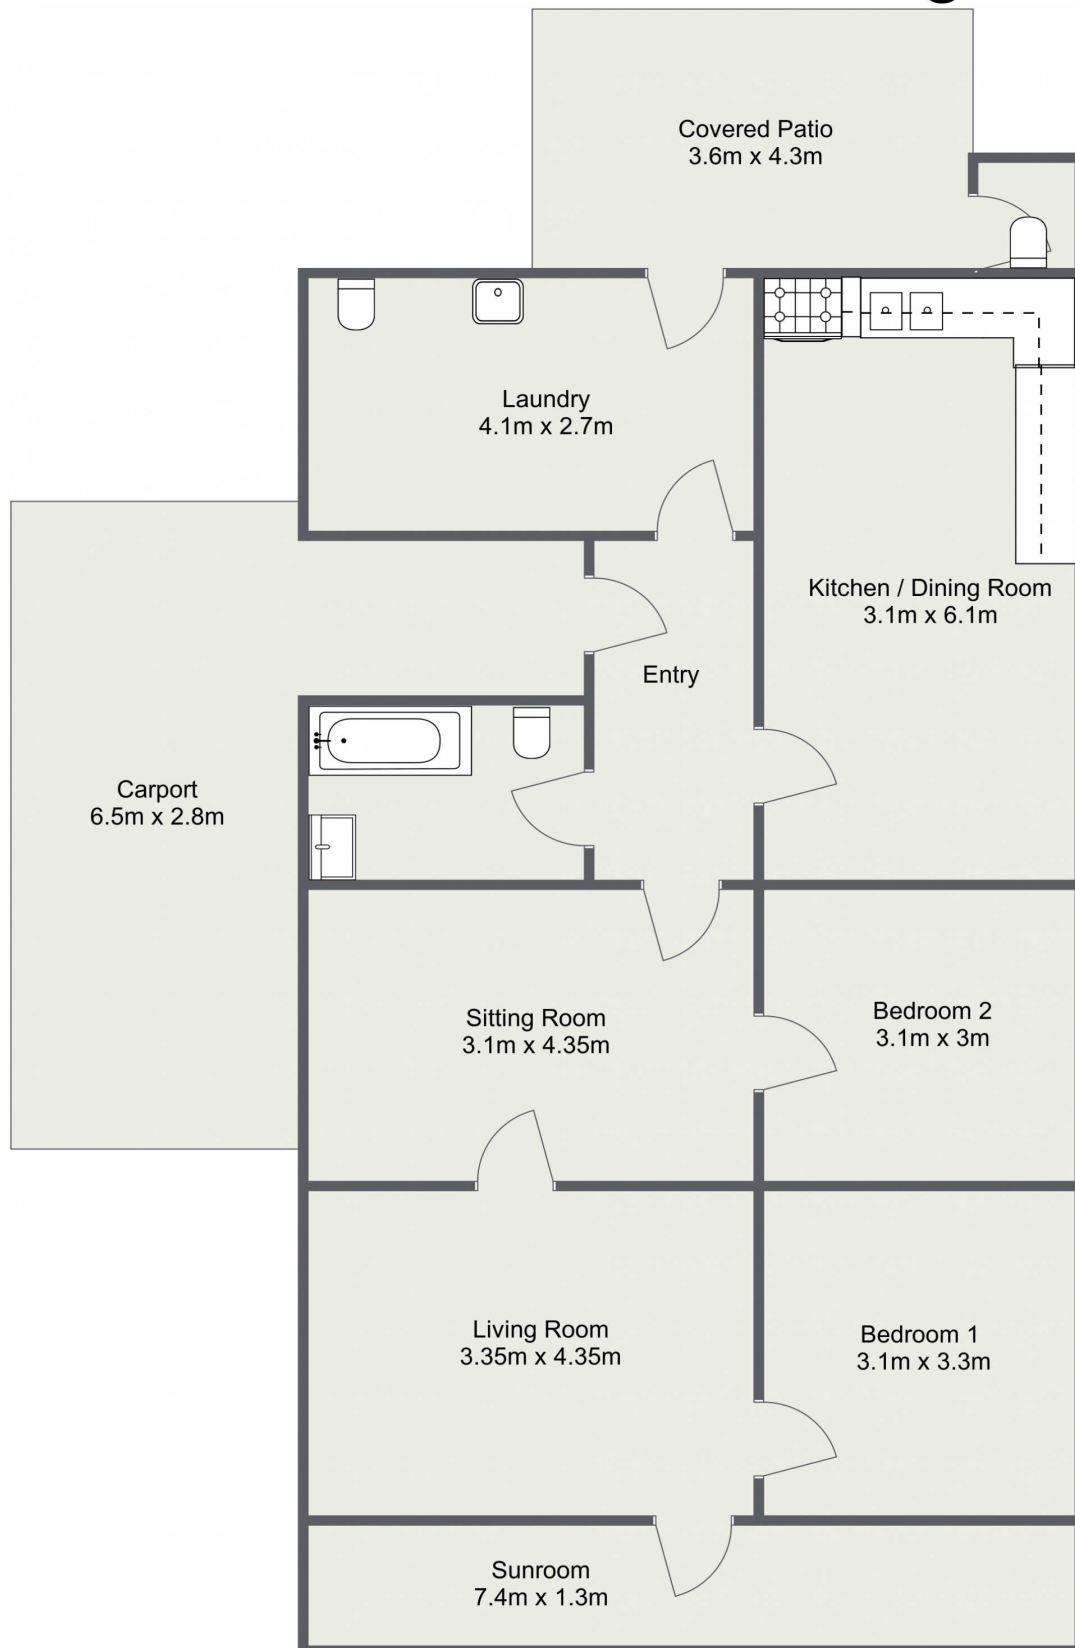 Covered Patio
3.6m x 4.3m
Laundry
4.1m x 2.7m
Kitchen / Dining Room
3.1m x 6.1m
Entry
Carport
6.5m x 2.8m
Sitting Room
3.1m x 4.35m
Bedroom 2
3.1m x 3m
Living Room
3.35m x 4.35m
Bedroom 1
3.1m x 3.3m
Sunroom
7.4m x 1.3m